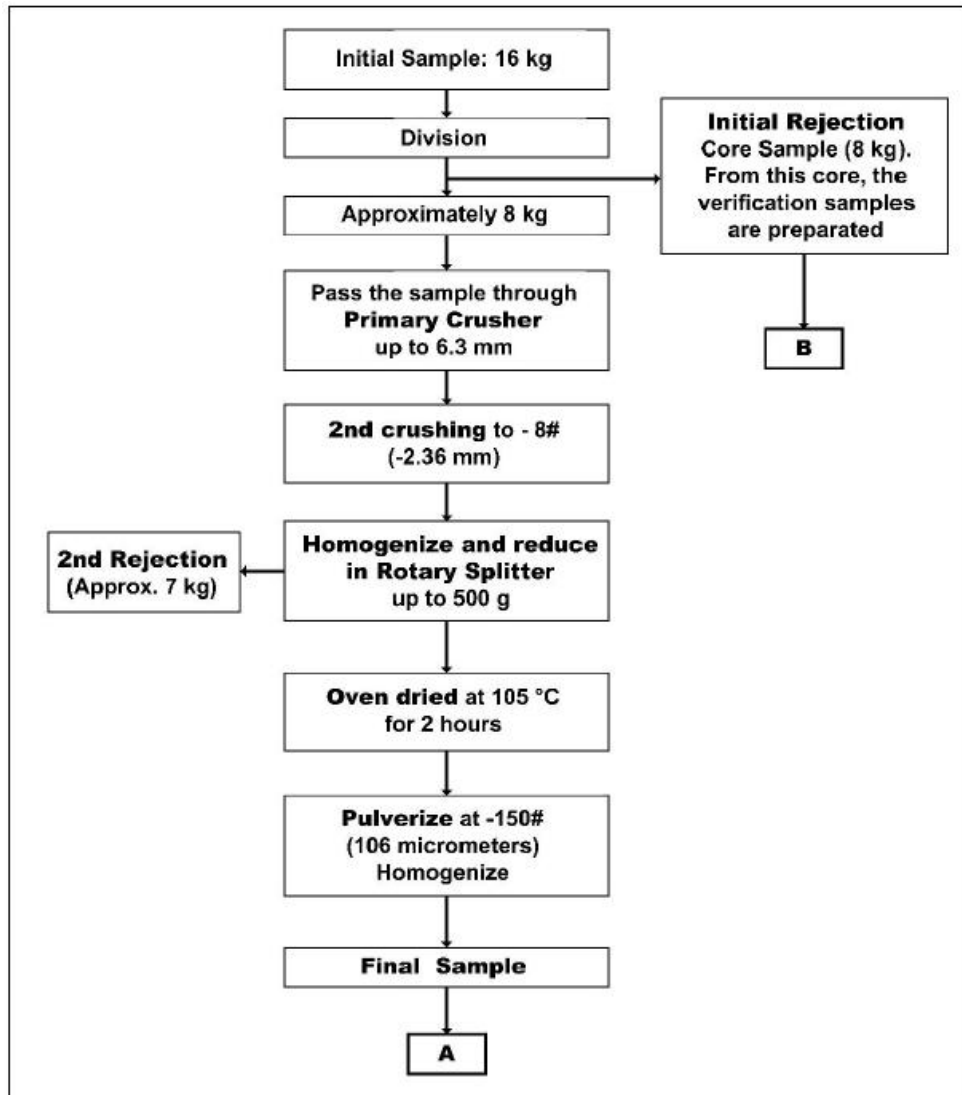 Initial Sample: 16 kg
Division
Initial Rejection
Core Sample (8 kg).
From this core, the
verification samples
are preparated
Approximately 8 kg
B
Pass the sample through
Primary Crusher
up to 6.3 mm
2nd crushing to - 8#
(-2.36 mm)
Homogenize and reduce
in Rotary Splitter
up to 500 g
2nd Rejection
(Approx. 7 kg)
Oven dried at 105 °C
for 2 hours
Pulverize at -150#
(106 micrometers)
Homogenize
Final Sample
A